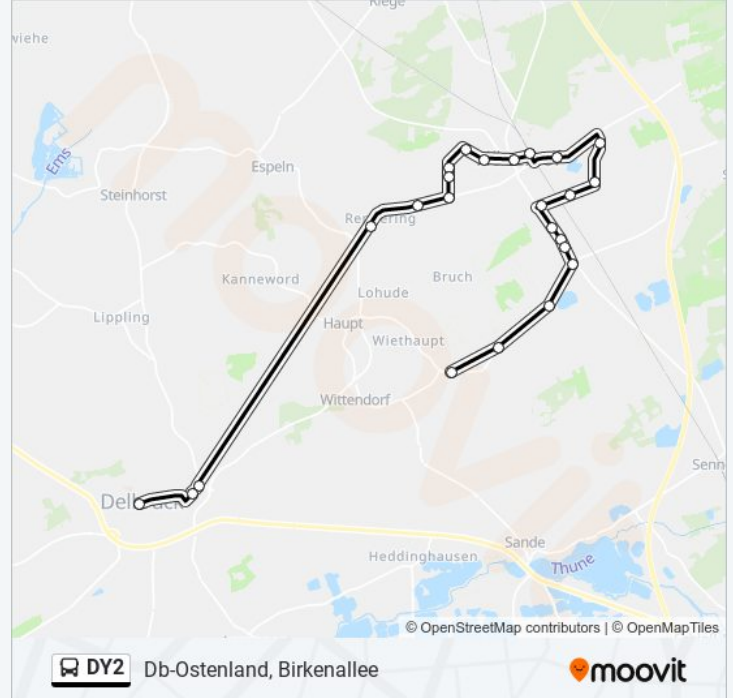 Riege
wiehe
Ems
Espeln
Steinhorst
Kanneword
Bruch
Lohude
Lippling
Haupt
Wiethaupt
Wittendorf
Senn
Sande
Heddinghausen
Thune
© OpenStreetMap contributors | © OpenMapTiles
DY2 Db-Ostenland, Birkenallee
moovit